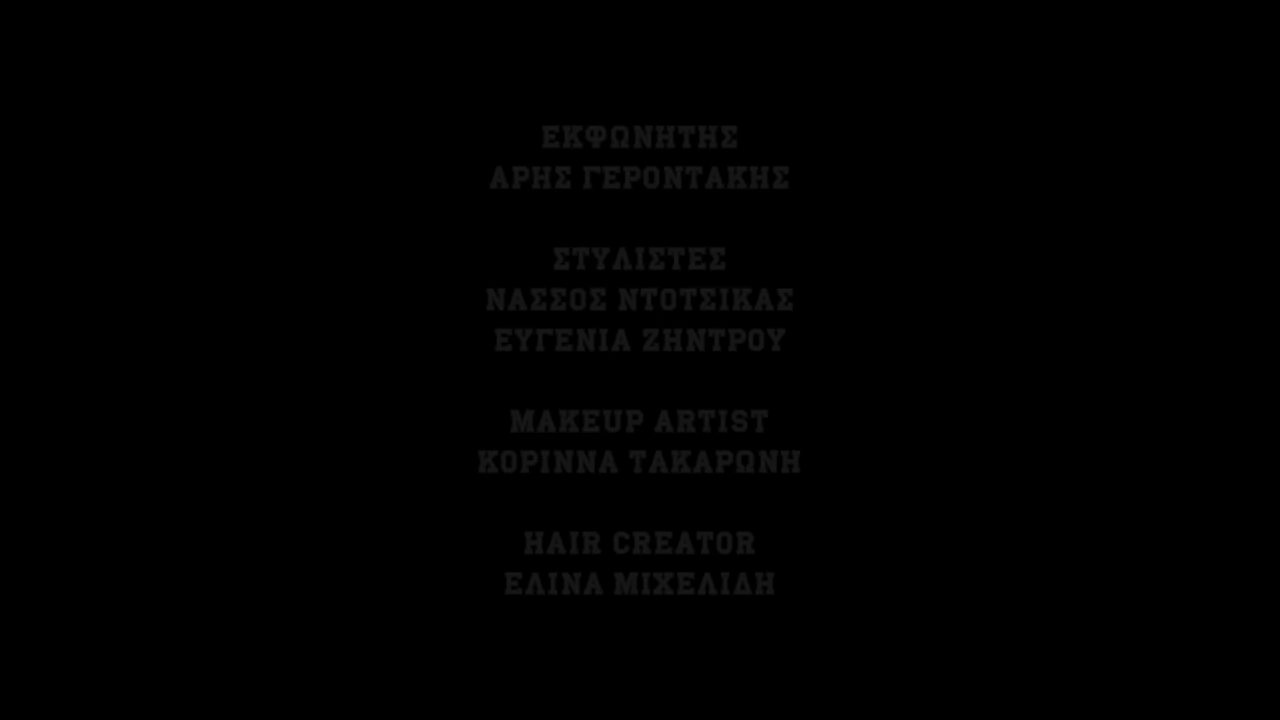 ΕΚΦΩΝΗΤΗΣ
ΑΡΗΣ ΓΕΡΟΝΤΑΚΗΣ
ΣΤΥΛΙΣΤΕΣ
ΝΑΣΣΟΣ ΝΤΟΤΣΙΚΑΣ
ΕΥΓΕΝΙΑ ΖΗΝΤΡΟΥ
MAKEUP ARTIST
ΚΟΡΙΝΝΑ ΤΑΚΑΡΩΝΗ
HAIR CREATOR
ΕΛΙΝΑ ΜΙΧΕΛΙΔΗ